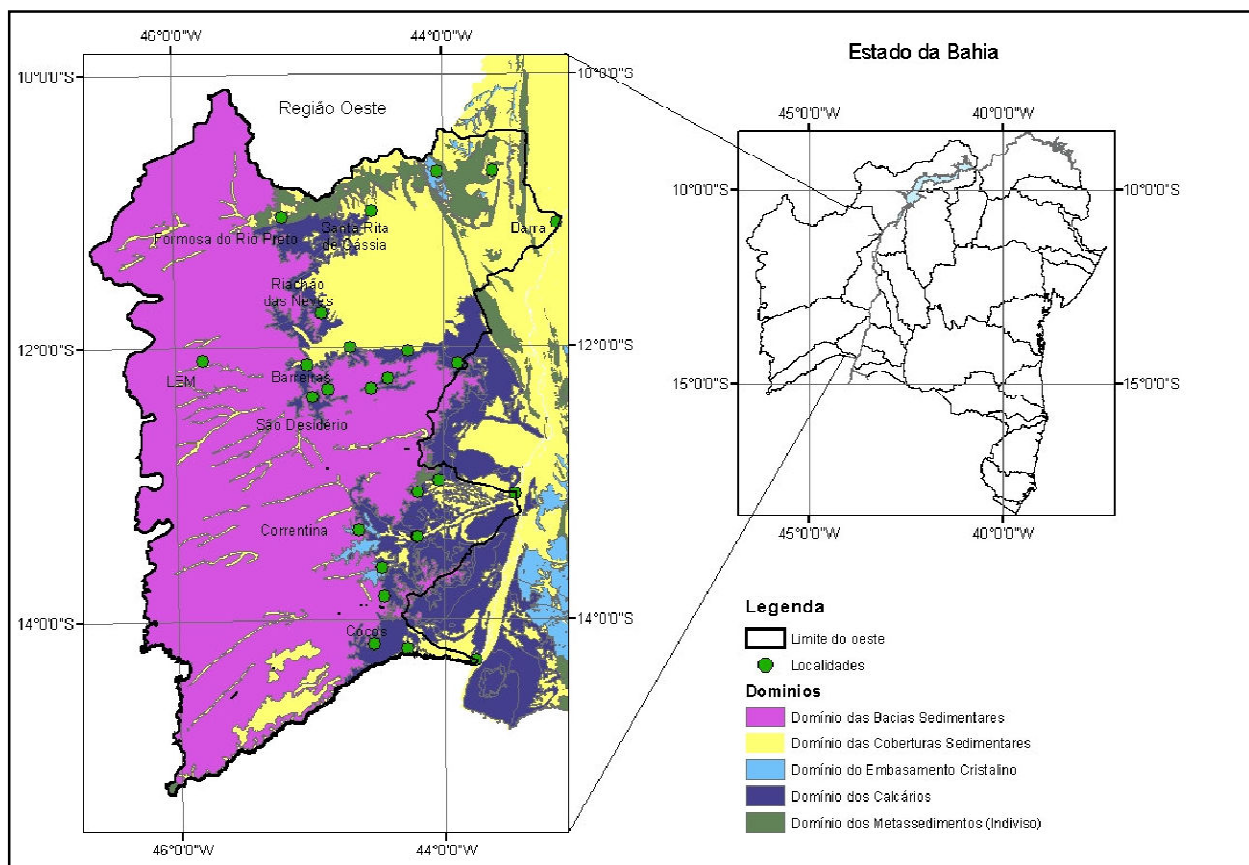 46°0'0"W 44°0'0"W
10°0'0"S 10°0'0"S
Região Oeste
Formosa do Rio Preto
Santa Rita
de Cássia
Barra
Riachão
das Neves
12°0'0"S 12°0'0"S
LEM
Barreiras
São Desidério
Correntina
14°0'0"S 14°0'0"S
Cocos
46°0'0"W 44°0'0"W
Estado da Bahia
45°0'0"W 40°0'0"W
10°0'0"S 10°0'0"S
15°0'0"S 15°0'0"S
45°0'0"W 40°0'0"W
Legenda
Limite do oeste
Localidades
Dominios
Domínio das Bacias Sedimentares
Domínio das Coberturas Sedimentares
Domínio do Embasamento Cristalino
Domínio dos Calcários
Domínio dos Metassedimentos (Indiviso)